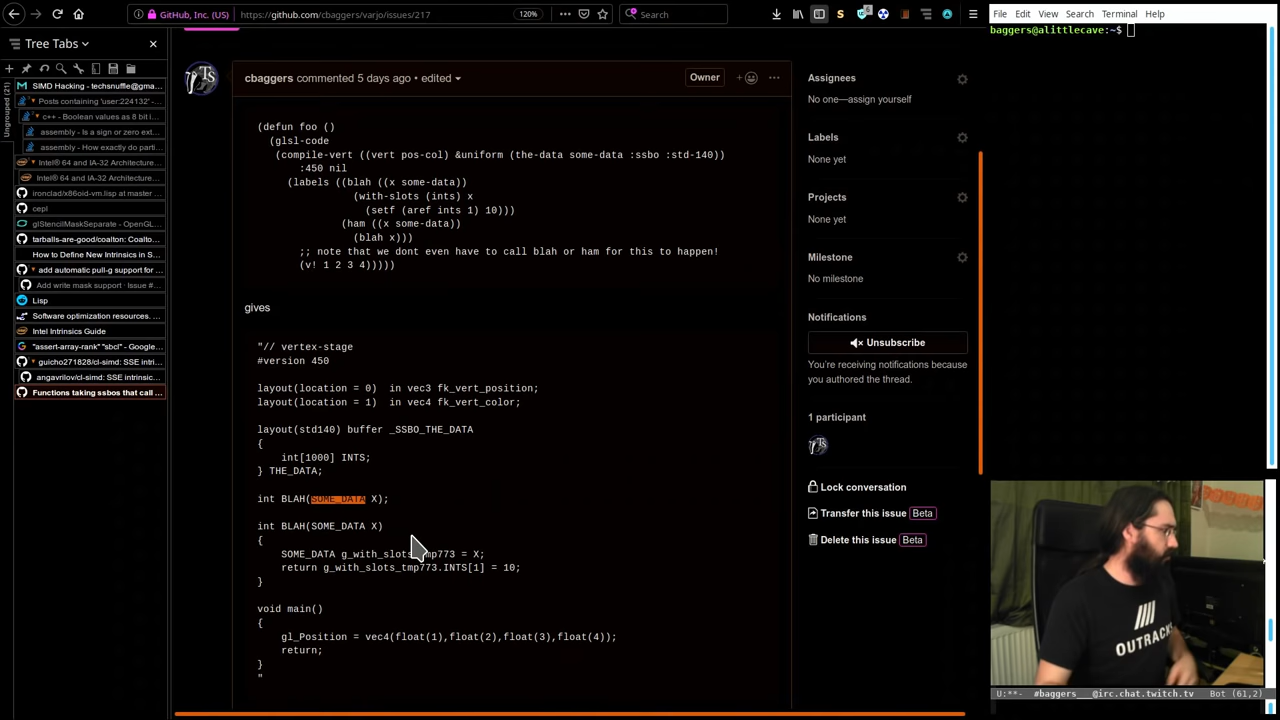 GitHub, Inc. (US)
https://github.com/cbaggers/varjo/issues/217
120%
Search
File Edit View Search Terminal Help
baggers@alittlecave:~$
Tree Tabs
Ungrouped (21)
SIMD Hacking - techsnuffle@gma...
Posts containing 'user:224132' -...
c++ - Boolean values as 8 bit i...
assembly - Is a sign or zero ext...
assembly - How exactly do parti...
Intel® 64 and IA-32 Architecture...
Intel® 64 and IA-32 Architecture...
ironclad/x86oid-vm.lisp at master ...
cepl
glStencilMaskSeparate - OpenGL...
tarballs-are-good/coalton: Coalto...
How to Define New Intrinsics in S...
add automatic pull-g support for ...
Add write mask support · Issue #...
Lisp
Software optimization resources. ...
Intel Intrinsics Guide
"assert-array-rank" "sbcl" - Google...
guicho271828/cl-simd: SSE intri...
angavrilov/cl-simd: SSE intrinsic...
Functions taking ssbos that call ...
cbaggers commented 5 days ago • edited
Owner
(defun foo ()
(glsl-code
(compile-vert ((vert pos-col) &uniform (the-data some-data :ssbo :std-140))
:450 nil
(labels ((blah ((x some-data))
(with-slots (ints) x
(setf (aref ints 1) 10)))
(ham ((x some-data))
(blah x)))
;; note that we dont even have to call blah or ham for this to happen!
(v! 1 2 3 4)))))
gives
"// vertex-stage
#version 450
layout(location = 0)  in vec3 fk_vert_position;
layout(location = 1)  in vec4 fk_vert_color;
layout(std140) buffer _SSBO_THE_DATA
{
int[1000] INTS;
} THE_DATA;
int BLAH(SOME_DATA X);
int BLAH(SOME_DATA X)
{
SOME_DATA g_with_slots_tmp773 = X;
return g_with_slots_tmp773.INTS[1] = 10;
}
void main()
{
gl_Position = vec4(float(1),float(2),float(3),float(4));
return;
}
"
Assignees
No one—assign yourself
Labels
None yet
Projects
None yet
Milestone
No milestone
Notifications
Unsubscribe
You're receiving notifications because
you authored the thread.
1 participant
Lock conversation
Transfer this issue Beta
Delete this issue Beta
OUTRACKS
U:**- #baggers__@irc.chat.twitch.tv Bot (61,2)